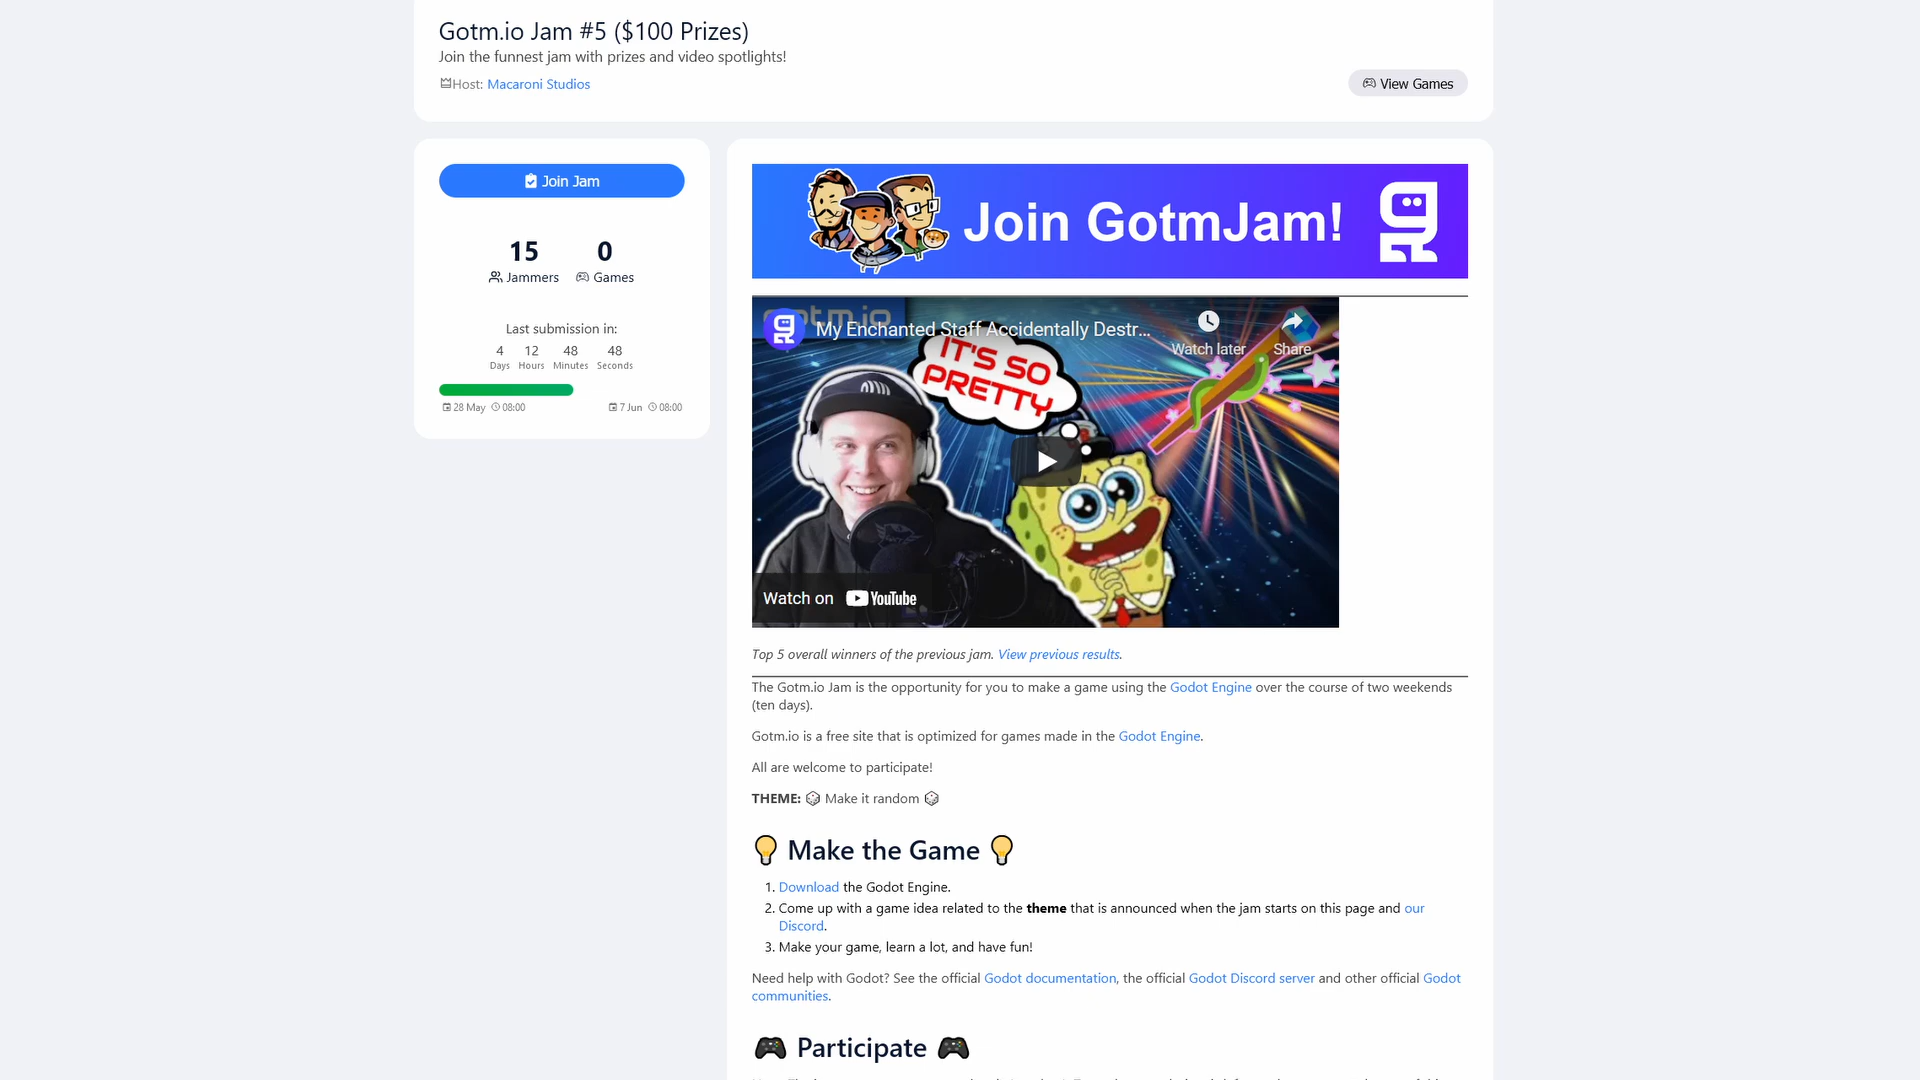 Gotm.io Jam #5 ($100 Prizes)
Join the funnest jam with prizes and video spotlights!
Host: Macaroni Studios
View Games
Join Jam
15
0
Jammers
Games
Last submission in:
4 12 48 48
Days Hours Minutes Seconds
28 May 08:00
7 Jun 08:00
Join GotmJam!
gotm.io
My Enchanted Staff Accidentally Destr...
Watch later
Share
IT'S SO
PRETTY
Watch on YouTube
Top 5 overall winners of the previous jam. View previous results.
The Gotm.io Jam is the opportunity for you to make a game using the Godot Engine over the course of two weekends
(ten days).
Gotm.io is a free site that is optimized for games made in the Godot Engine.
All are welcome to participate!
THEME: 🎲 Make it random 🎲
💡 Make the Game 💡
1. Download the Godot Engine.
2. Come up with a game idea related to the theme that is announced when the jam starts on this page and our
Discord.
3. Make your game, learn a lot, and have fun!
Need help with Godot? See the official Godot documentation, the official Godot Discord server and other official Godot
communities.
🎮 Participate 🎮